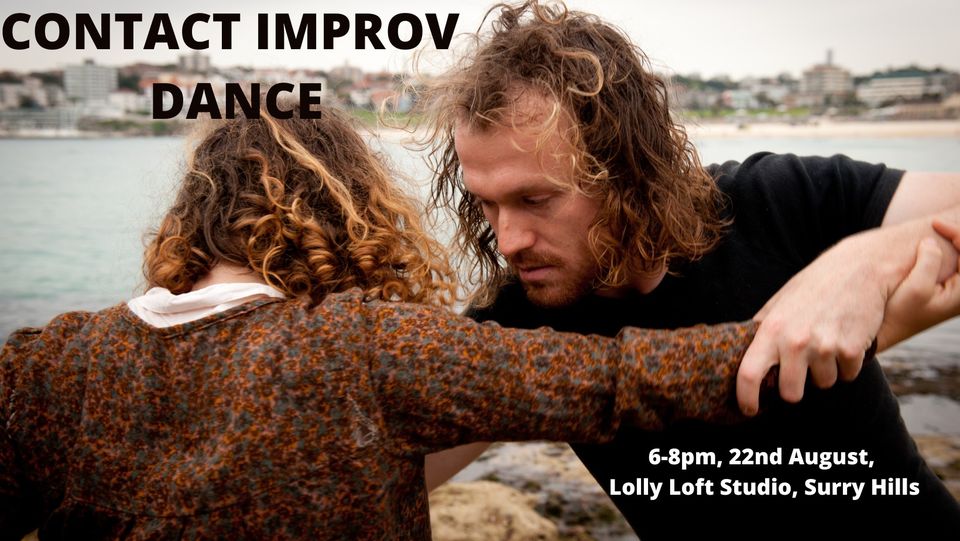 CONTACT IMPROV
DANCE
6-8pm, 22nd August,
Lolly Loft Studio, Surry Hills